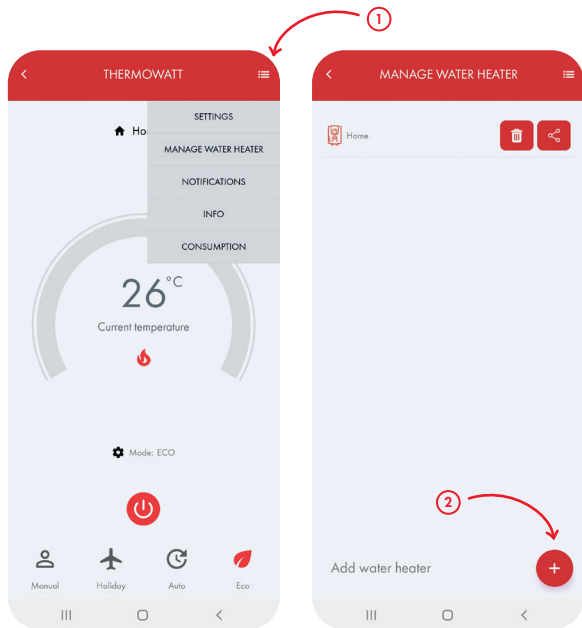 1
THERMOWATT
Ho
SETTINGS
MANAGE WATER HEATER
NOTIFICATIONS
INFO
CONSUMPTION
26°C
Current temperature
Mode: ECO
Manual
Holiday
Auto
Eco
MANAGE WATER HEATER
Home
2
Add water heater